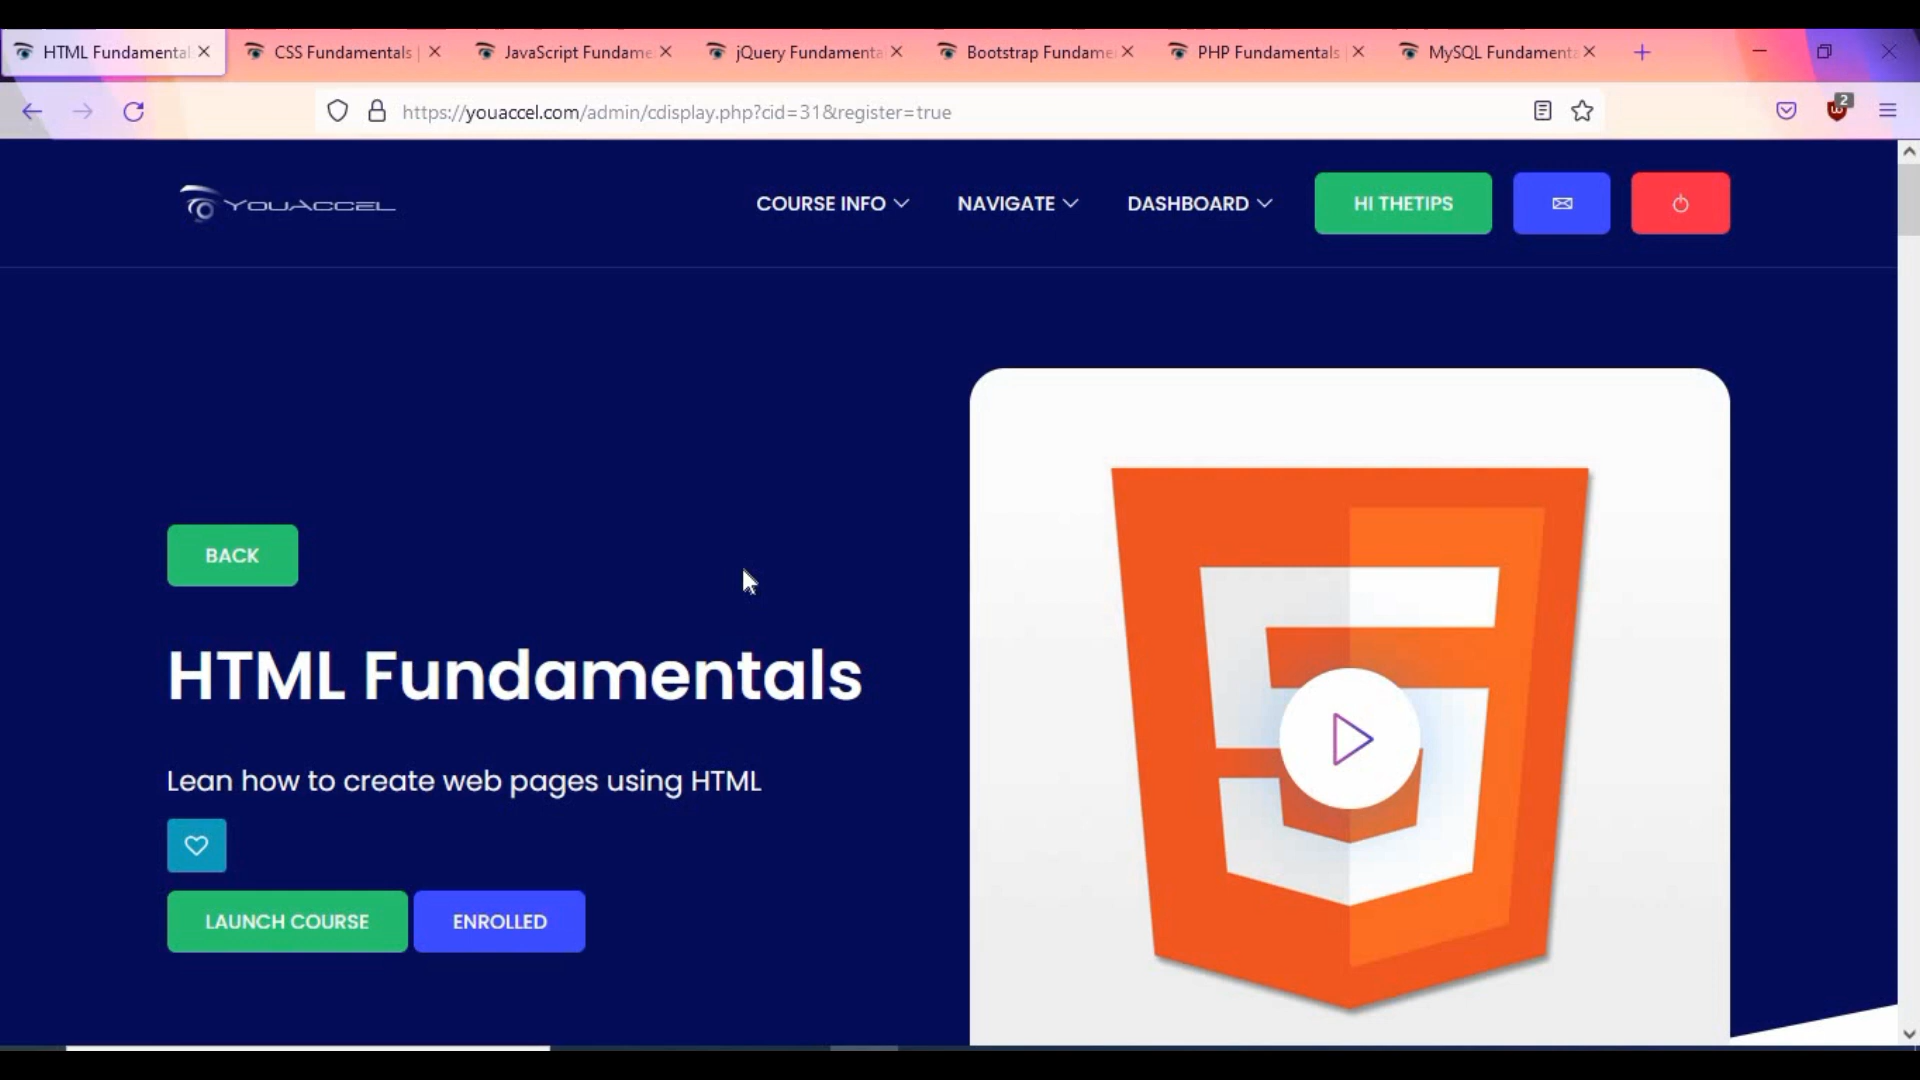 HTML Fundamental
CSS Fundamentals |
JavaScript Fundame
jQuery Fundamenta
Bootstrap Fundame
PHP Fundamentals |
MySQL Fundamenta
https://youaccel.com/admin/cdisplay.php?cid=31&register=true
2
YOUACCEL
COURSE INFO
NAVIGATE
DASHBOARD
HI THETIPS
BACK
HTML Fundamentals
Lean how to create web pages using HTML
LAUNCH COURSE
ENROLLED